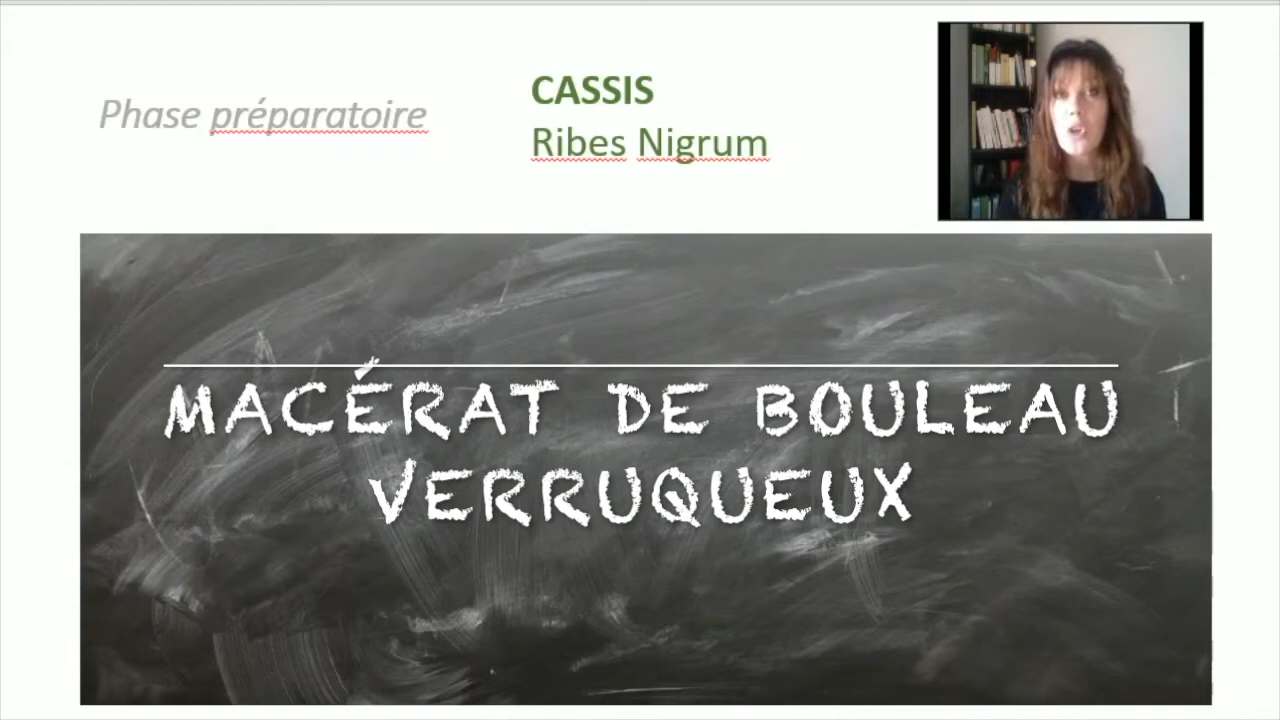 Phase préparatoire
CASSIS
Ribes Nigrum
MACÉRAT DE BOULEAU
VERRUQUEUX